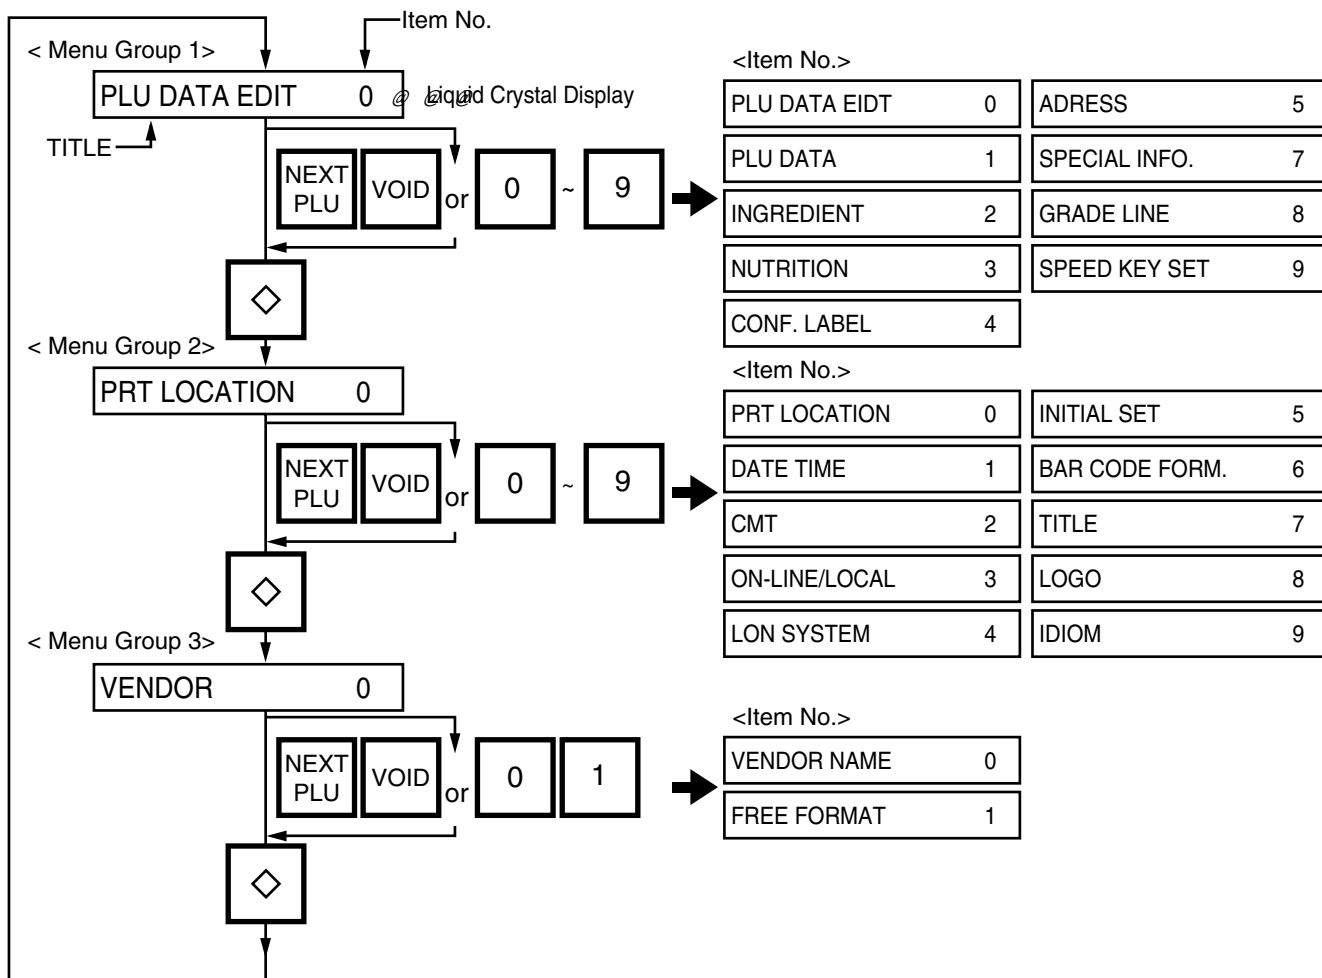 Item No.
< Menu Group 1>
PLU DATA EDIT 0 @ @ @ Liquid Crystal Display
TITLE
NEXT PLU VOID or 0 ~ 9
<Item No.>
PLU DATA EIDT 0
PLU DATA 1
INGREDIENT 2
NUTRITION 3
CONF. LABEL 4
ADRESS 5
SPECIAL INFO. 7
GRADE LINE 8
SPEED KEY SET 9
◇
< Menu Group 2>
PRT LOCATION 0
NEXT PLU VOID or 0 ~ 9
<Item No.>
PRT LOCATION 0
DATE TIME 1
CMT 2
ON-LINE/LOCAL 3
LON SYSTEM 4
INITIAL SET 5
BAR CODE FORM. 6
TITLE 7
LOGO 8
IDIOM 9
◇
< Menu Group 3>
VENDOR 0
NEXT PLU VOID or 0 1
<Item No.>
VENDOR NAME 0
FREE FORMAT 1
◇